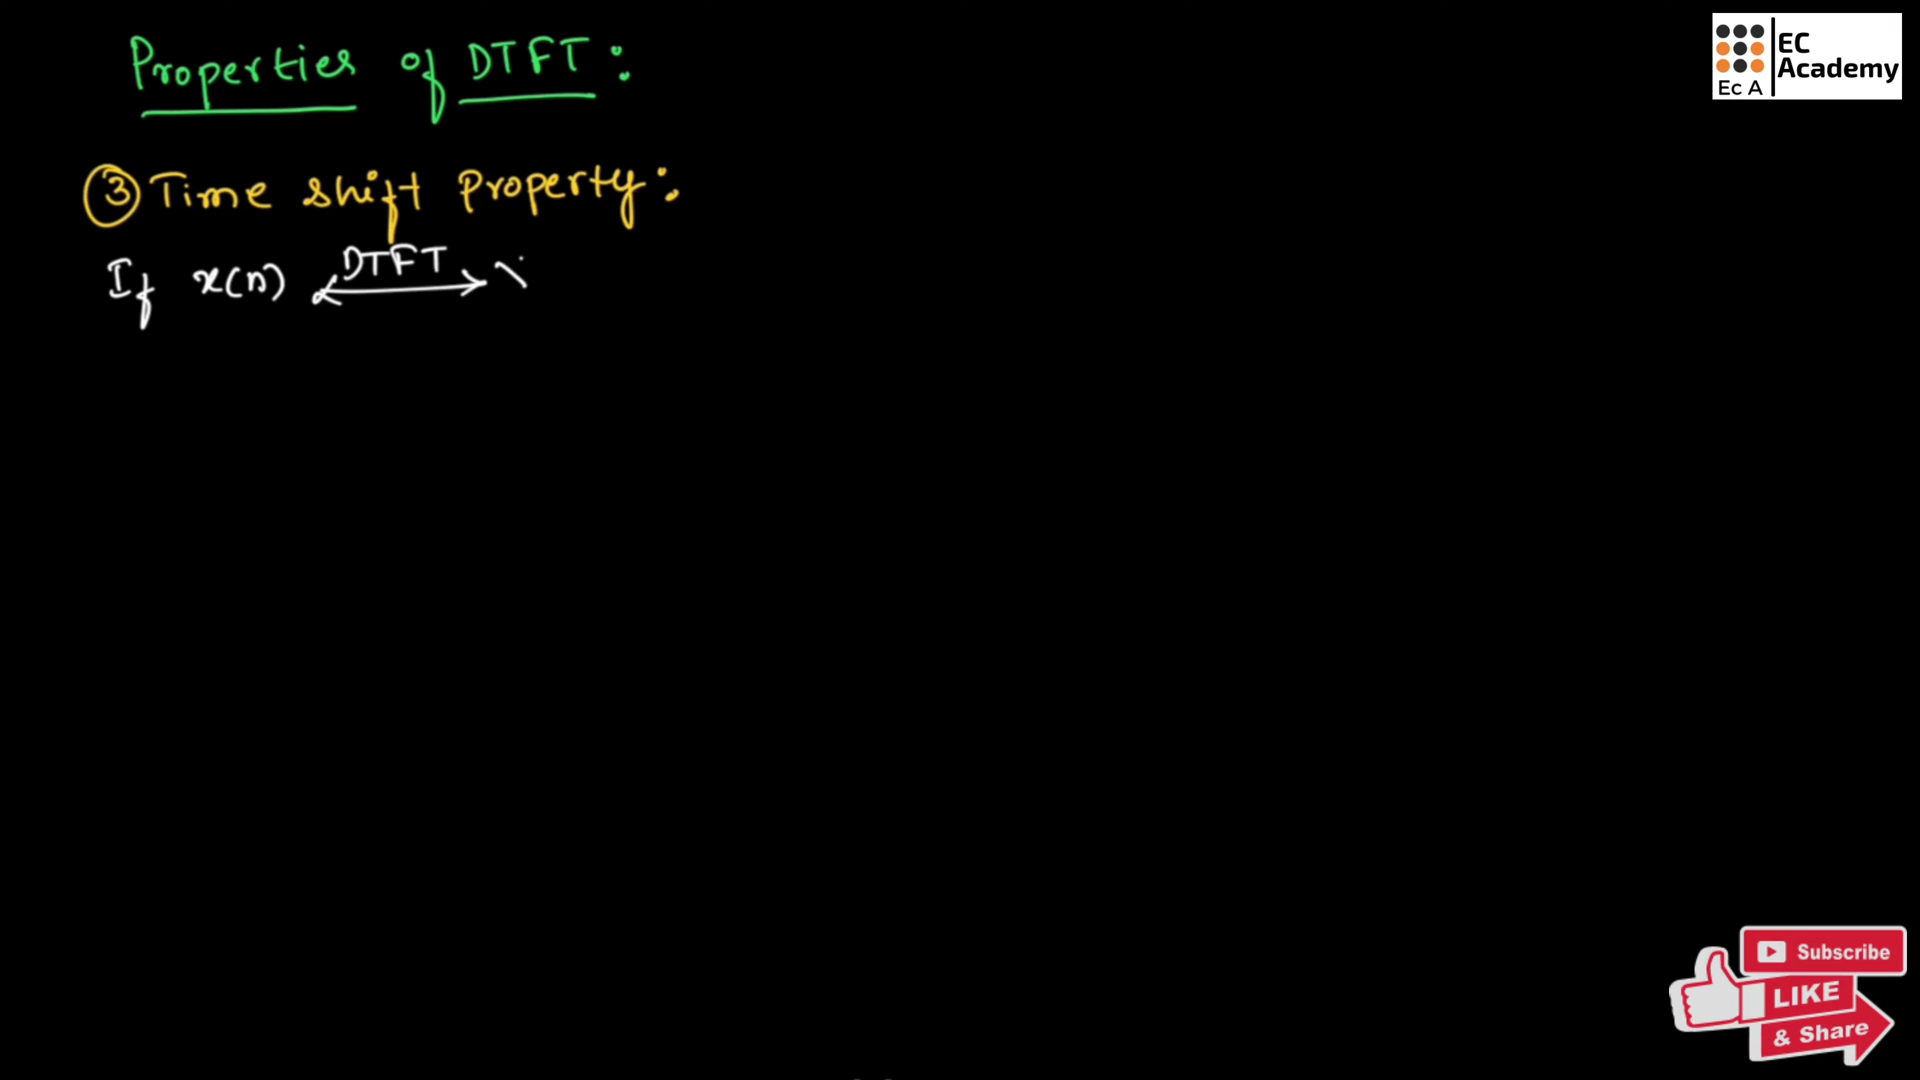 Properties of DTFT:
③ Time shift property:
If x(n) <-DTFT->
EC
Academy
Ec A
Subscribe
LIKE
& Share